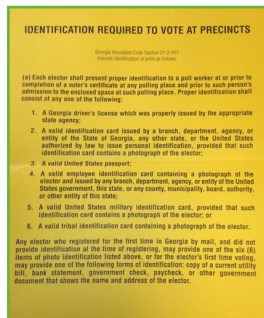 IDENTIFICATION REQUIRED TO VOTE AT PRECINCTS
Georgia Annotated Code Section 21-2-417
requires identification at polls as follows:
(a) Each elector shall present proper identification to a poll worker at or prior to
completion of a voter's certificate at any polling place and prior to such person's
admission to the enclosed space at such polling place. Proper identification shall
consist of any one of the following:
1. A Georgia driver's license which was properly issued by the appropriate
state agency;
2. A valid identification card issued by a branch, department, agency, or
entity of the State of Georgia, any other state, or the United States
authorized by law to issue personal identification, provided that such
identification card contains a photograph of the elector;
3. A valid United States passport;
4. A valid employee identification card containing a photograph of the
elector and issued by any branch, department, agency, or entity of the United
States government, this state, or any county, municipality, board, authority,
or other entity of this state;
5. A valid United States military identification card, provided that such
identification card contains a photograph of the elector; or
6. A valid tribal identification card containing a photograph of the elector.
Any elector who registered for the first time in Georgia by mail, and did not
provide identification at the time of registering, may provide one of the six (6)
items of photo identification listed above, or for the elector's first time voting,
may provide one of the following forms of identification: copy of a current utility
bill, bank statement, government check, paycheck, or other government
document that shows the name and address of the elector.